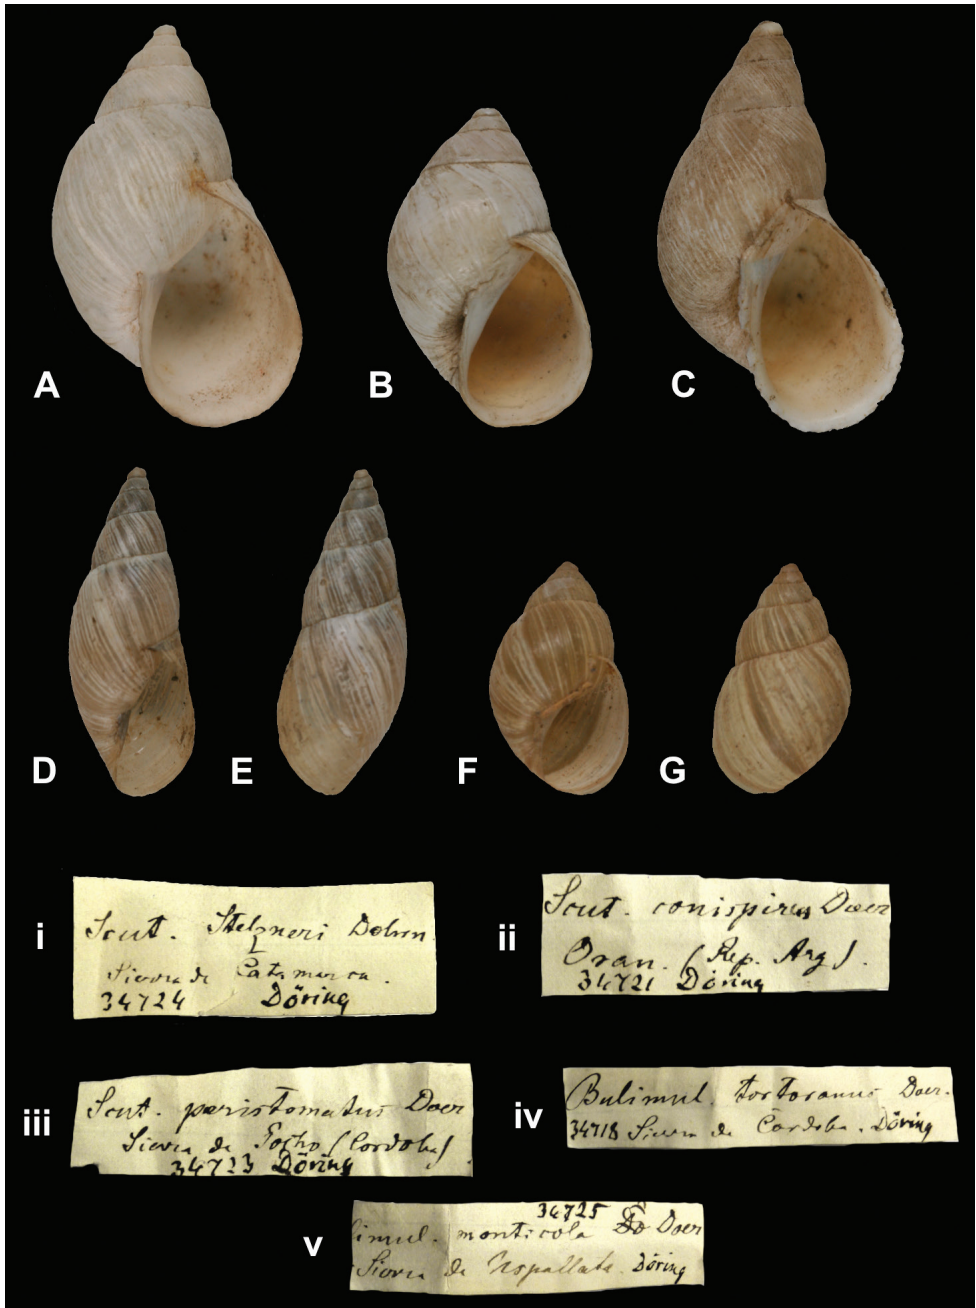 A
B
C
D
E
F
G
i
Scut. Stelzneri Dohrn.
Sierra de Catamarca.
34724 Döring
ii
Scut. conispirus Doer
Oran. (Rep. Arg).
34721 Döring
iii
Scut. peristomatus Doer
Sierra de Pocho (Cordoba)
34723 Döring
iv
Bulimul. tortoranus Doer.
34718 Sierra de Cordoba. Döring
v
34725
limul. monticola Doer
Sierra de Uspallata. Döring